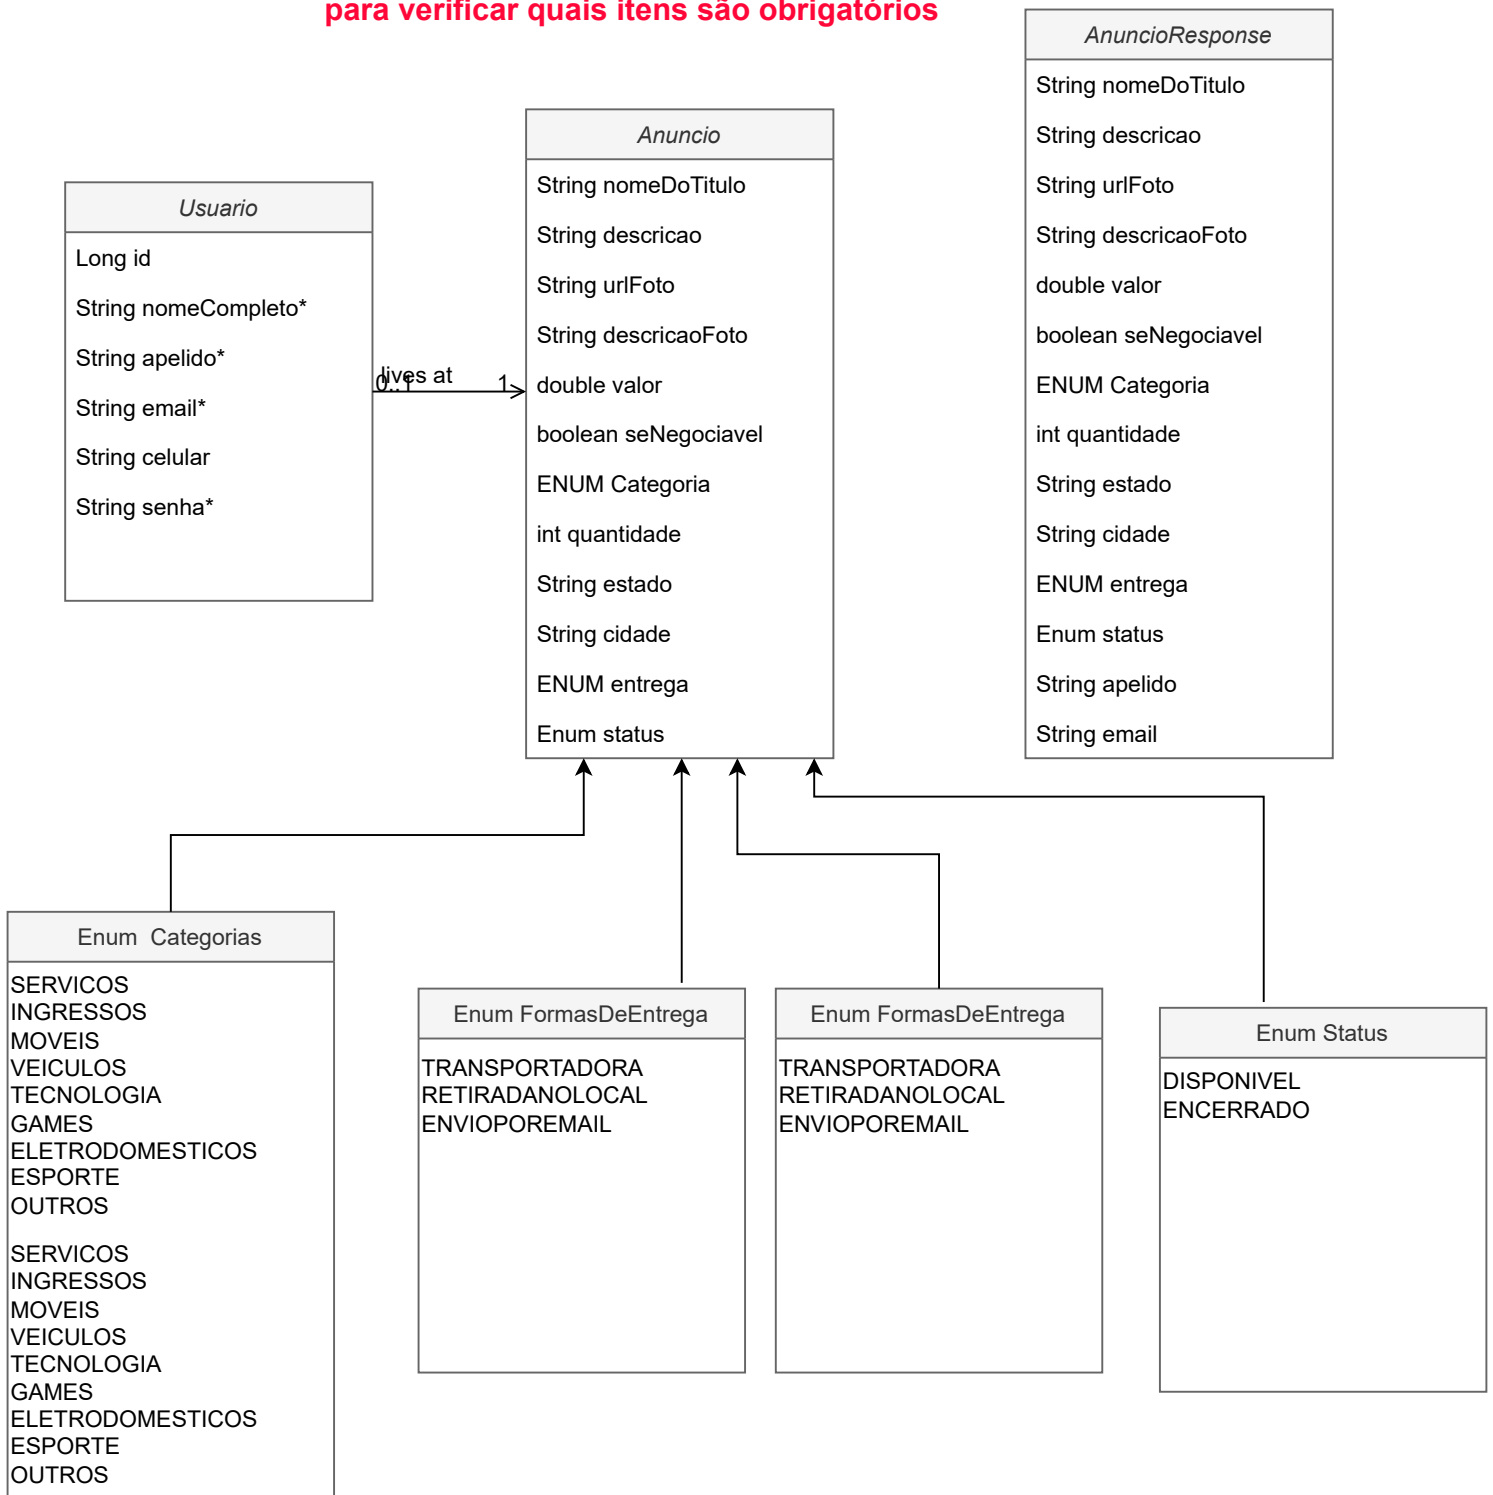 para verificar quais itens são obrigatórios
AnuncioResponse
String nomeDoTitulo
String descricao
String urlFoto
String descricaoFoto
double valor
boolean seNegociavel
ENUM Categoria
int quantidade
String estado
String cidade
ENUM entrega
Enum status
String apelido
String email
Anuncio
String nomeDoTitulo
String descricao
String urlFoto
String descricaoFoto
double valor
boolean seNegociavel
ENUM Categoria
int quantidade
String estado
String cidade
ENUM entrega
Enum status
Usuario
Long id
String nomeCompleto*
String apelido*
String email*
String celular
String senha*
lives at
0..1
1
Enum  Categorias
SERVICOS
INGRESSOS
MOVEIS
VEICULOS
TECNOLOGIA
GAMES
ELETRODOMESTICOS
ESPORTE
OUTROS
SERVICOS
INGRESSOS
MOVEIS
VEICULOS
TECNOLOGIA
GAMES
ELETRODOMESTICOS
ESPORTE
OUTROS
Enum FormasDeEntrega
TRANSPORTADORA
RETIRADANOLOCAL
ENVIOPOREMAIL
Enum FormasDeEntrega
TRANSPORTADORA
RETIRADANOLOCAL
ENVIOPOREMAIL
Enum Status
DISPONIVEL
ENCERRADO